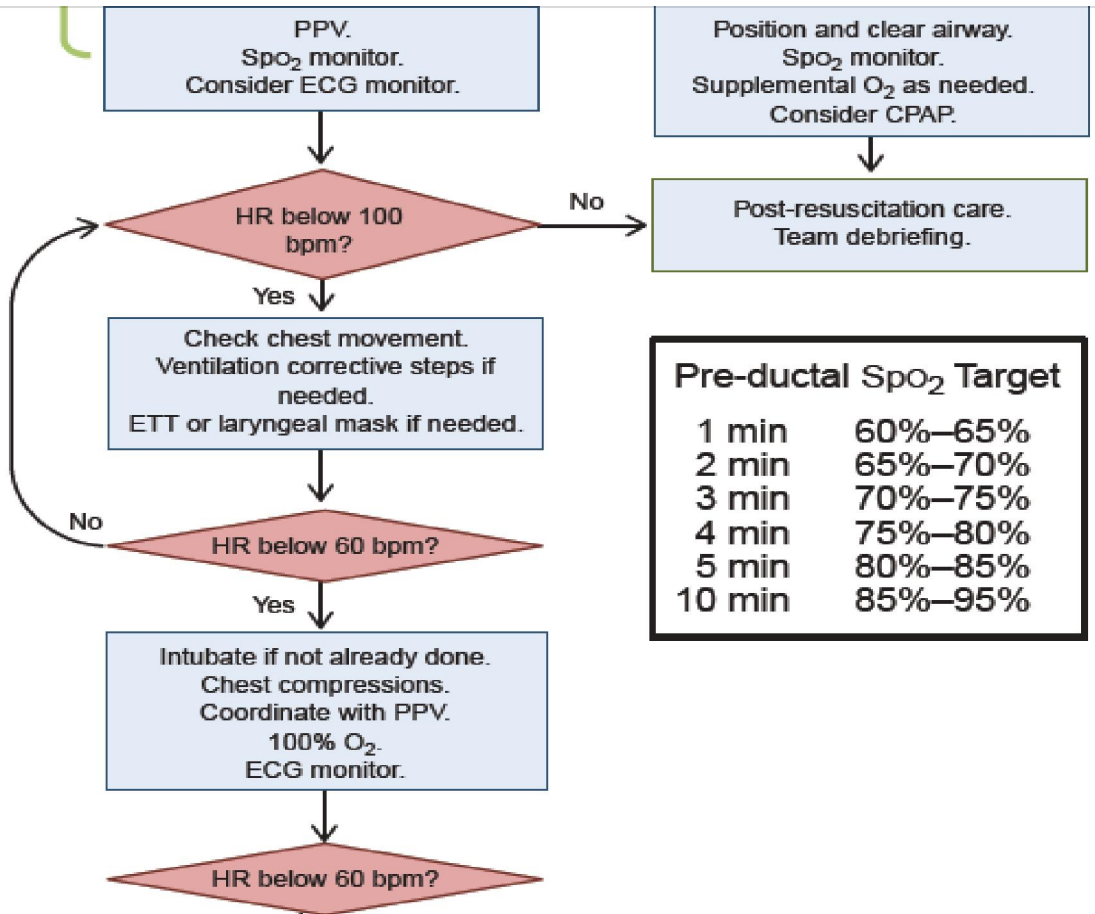 PPV.
Spo₂ monitor.
Consider ECG monitor.
Position and clear airway.
Spo₂ monitor.
Supplemental O₂ as needed.
Consider CPAP.
HR below 100
bpm?
No
Post-resuscitation care.
Team debriefing.
Yes
Check chest movement.
Ventilation corrective steps if
needed.
ETT or laryngeal mask if needed.
Pre-ductal Spo₂ Target
1 min 60%–65%
2 min 65%–70%
3 min 70%–75%
4 min 75%–80%
5 min 80%–85%
10 min 85%–95%
No
HR below 60 bpm?
Yes
Intubate if not already done.
Chest compressions.
Coordinate with PPV.
100% O₂.
ECG monitor.
HR below 60 bpm?